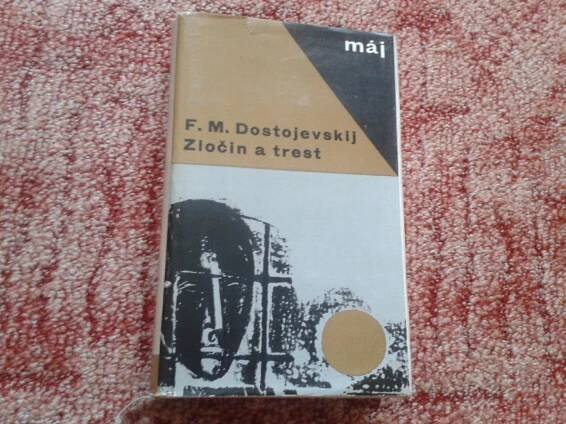 máj
F. M. Dostojevskij
Zločin a trest